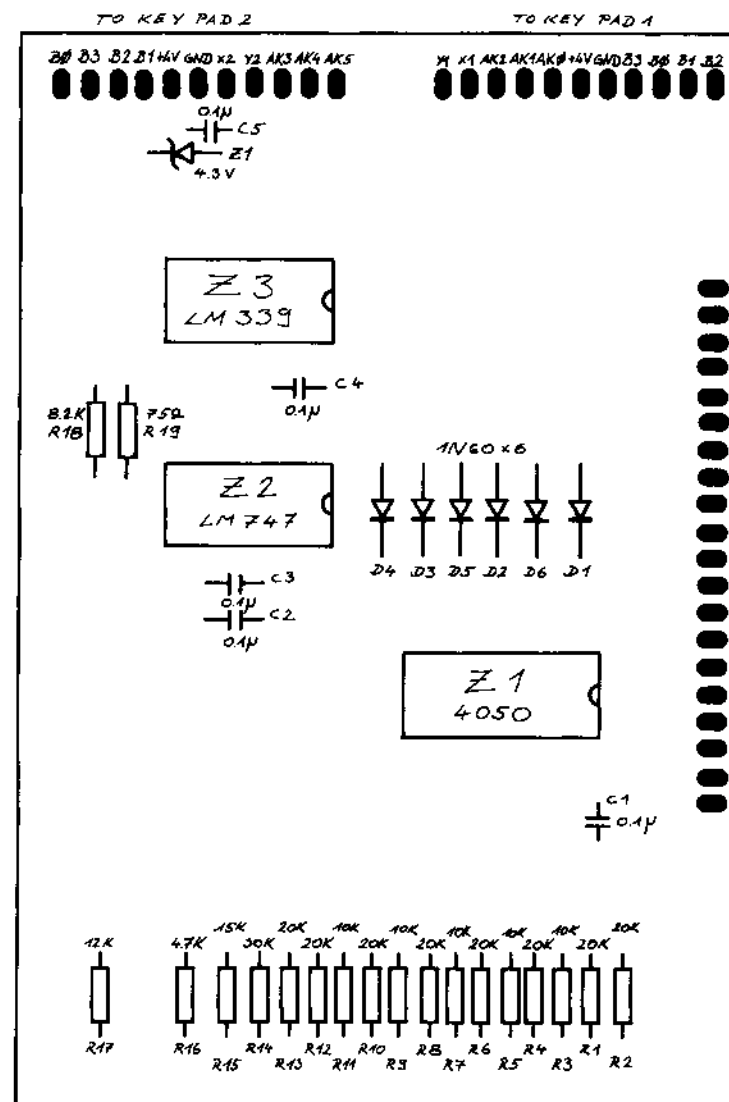 TO KEY PAD 2 TO KEY PAD 1
BØ B3 B2 B1 +4V GND X2 Y2 AK3 AK4 AK5 Y1 X1 AK2 AK1 AKØ +4V GND B3 BØ B1 B2
0.1µ
C5
Z1
4.3V
Z3
LM 339
C4
0.1µ
8.2K 75Ω
R18 R19
1N60 x 6
Z2
LM 747
D4 D3 D5 D2 D6 D1
C3
0.1µ
C2
0.1µ
Z1
4050
C1
0.1µ
12K 4.7K 15K 30K 20K 20K 10K 20K 10K 20K 10K 20K 10K 20K 10K 20K 20K
R17 R16 R15 R14 R13 R12 R11 R10 R9 R8 R7 R6 R5 R4 R3 R1 R2